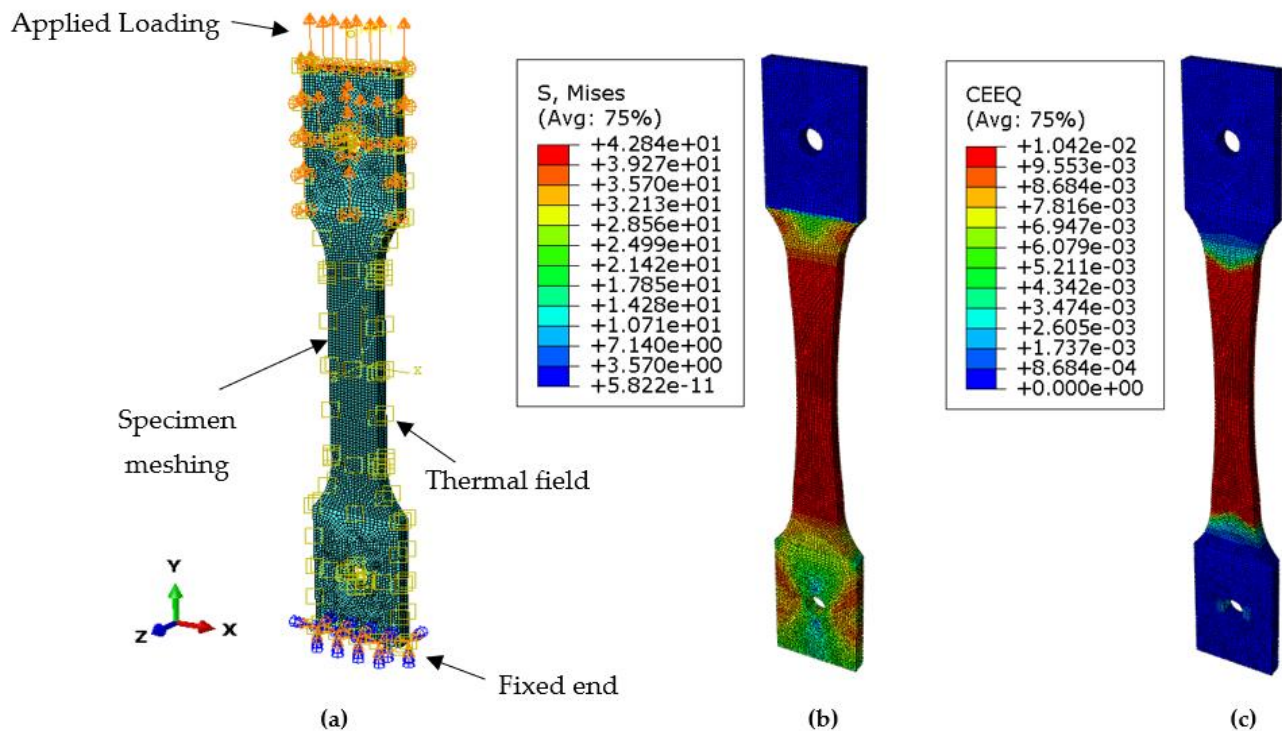 Applied Loading
Specimen
meshing
Thermal field
Fixed end
Y
Z
X
X
(a)
S, Mises
(Avg: 75%)
+4.284e+01
+3.927e+01
+3.570e+01
+3.213e+01
+2.856e+01
+2.499e+01
+2.142e+01
+1.785e+01
+1.428e+01
+1.071e+01
+7.140e+00
+3.570e+00
+5.822e-11
(b)
CEEQ
(Avg: 75%)
+1.042e-02
+9.553e-03
+8.684e-03
+7.816e-03
+6.947e-03
+6.079e-03
+5.211e-03
+4.342e-03
+3.474e-03
+2.605e-03
+1.737e-03
+8.684e-04
+0.000e+00
(c)